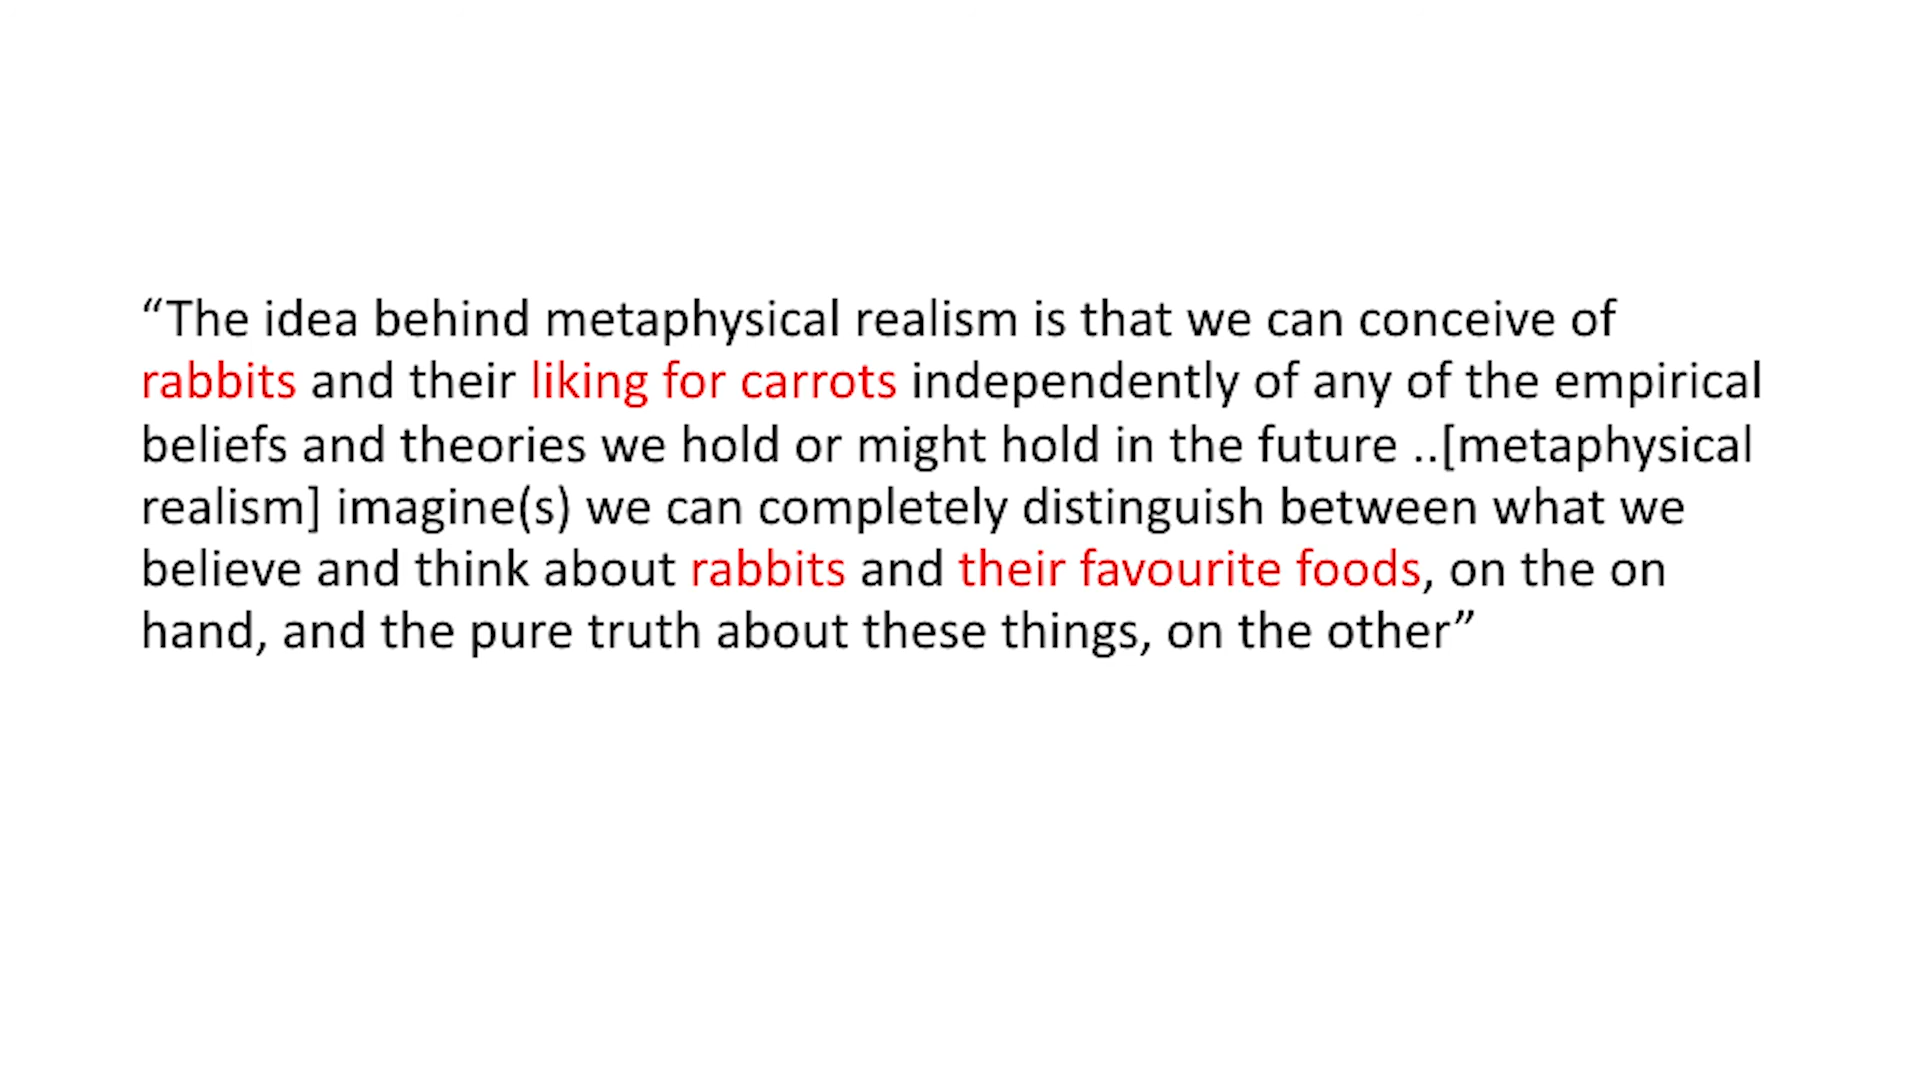 “The idea behind metaphysical realism is that we can conceive of
rabbits and their liking for carrots independently of any of the empirical
beliefs and theories we hold or might hold in the future ..[metaphysical
realism] imagine(s) we can completely distinguish between what we
believe and think about rabbits and their favourite foods, on the on
hand, and the pure truth about these things, on the other”